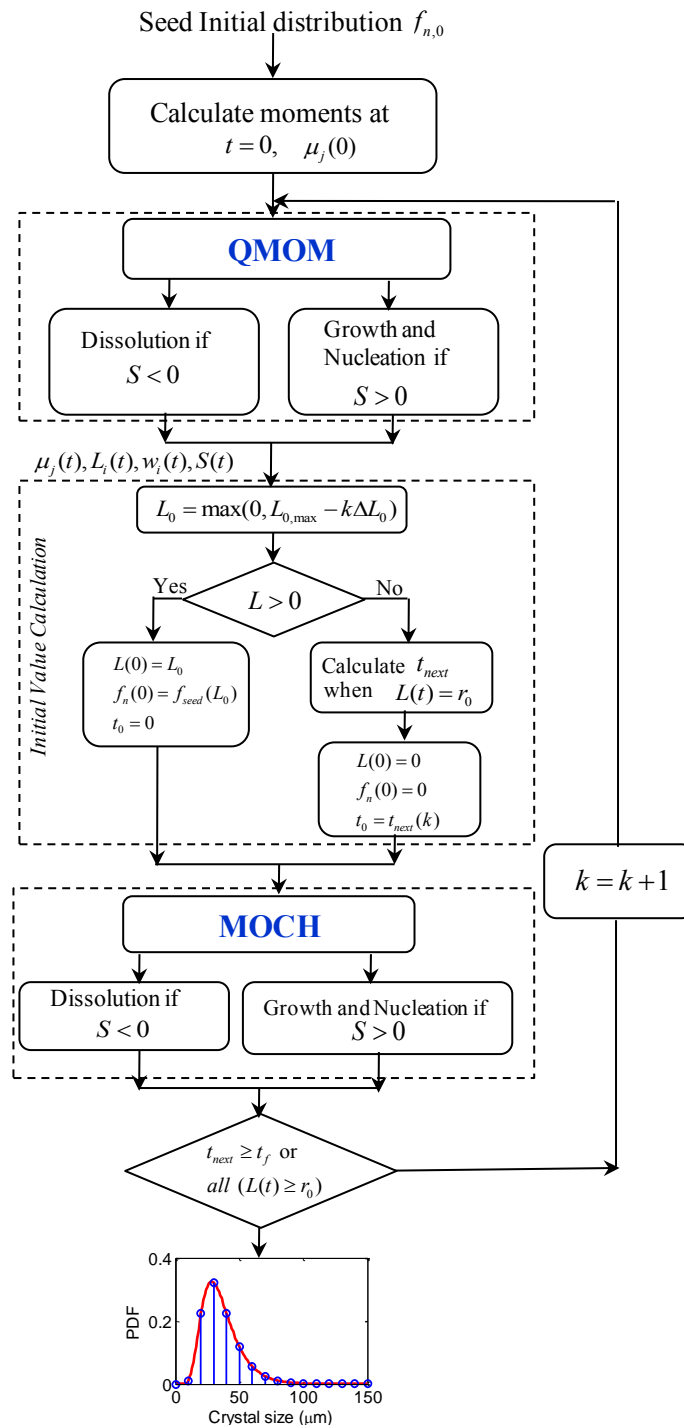 Seed Initial distribution f_{n,0}
Calculate moments at
t = 0, μ_j(0)
QMOM
Dissolution if
S < 0
Growth and
Nucleation if
S > 0
μ_j(t), L_i(t), w_i(t), S(t)
Initial Value Calculation
L_0 = max(0, L_{0,max} − kΔL_0)
Yes
L > 0
No
L(0) = L_0
f_n(0) = f_{seed}(L_0)
t_0 = 0
Calculate t_{next}
when L(t) = r_0
L(0) = 0
f_n(0) = 0
t_0 = t_{next}(k)
k = k + 1
MOCH
Dissolution if
S < 0
Growth and Nucleation if
S > 0
t_{next} ≥ t_f or
all (L(t) ≥ r_0)
0.4
0.2
0
PDF
0 50 100 150
Crystal size (μm)